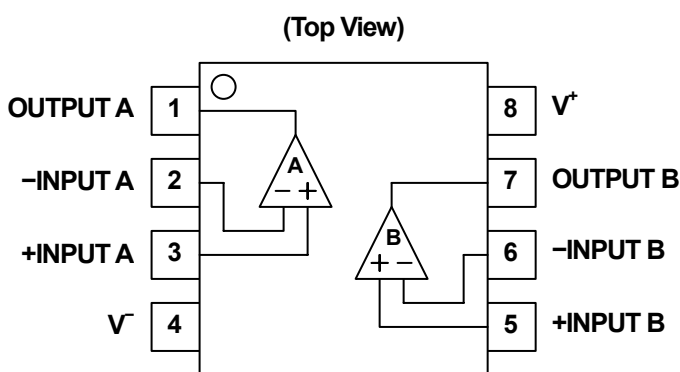 (Top View)
OUTPUT A 1
8 V⁺
−INPUT A 2
A
− +
7 OUTPUT B
+INPUT A 3
B
+ −
6 −INPUT B
V⁻ 4
5 +INPUT B